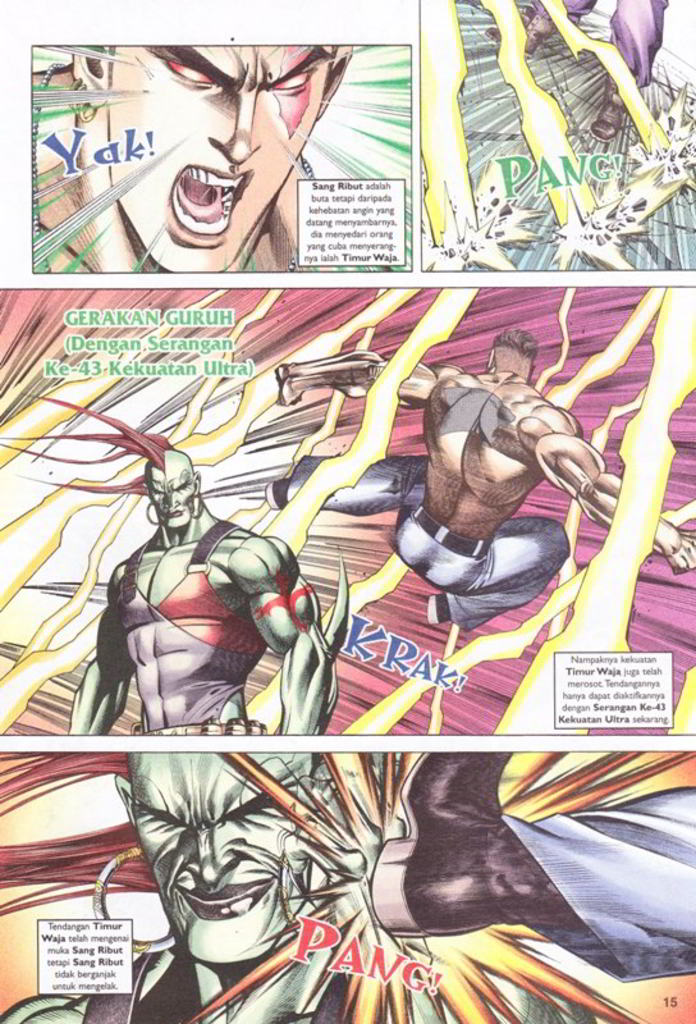 Yak!
Sang Ribut adalah
buta tetapi daripada
kehebatan angin yang
datang menyambarnya,
dia menyedari orang
yang cuba menyerang-
nya ialah Timur Waja.
PANG!
GERAKAN GURUH
(Dengan Serangan
Ke-43 Kekuatan Ultra)
KRAK!
Nampaknya kekuatan
Timur Waja juga telah
merosot. Tendangannya
hanya dapat diaktifkannya
dengan Serangan Ke-43
Kekuatan Ultra sekarang.
Tendangan Timur
Waja telah mengenai
muka Sang Ribut
tetapi Sang Ribut
tidak berganjak
untuk mengelak.
PANG!
15